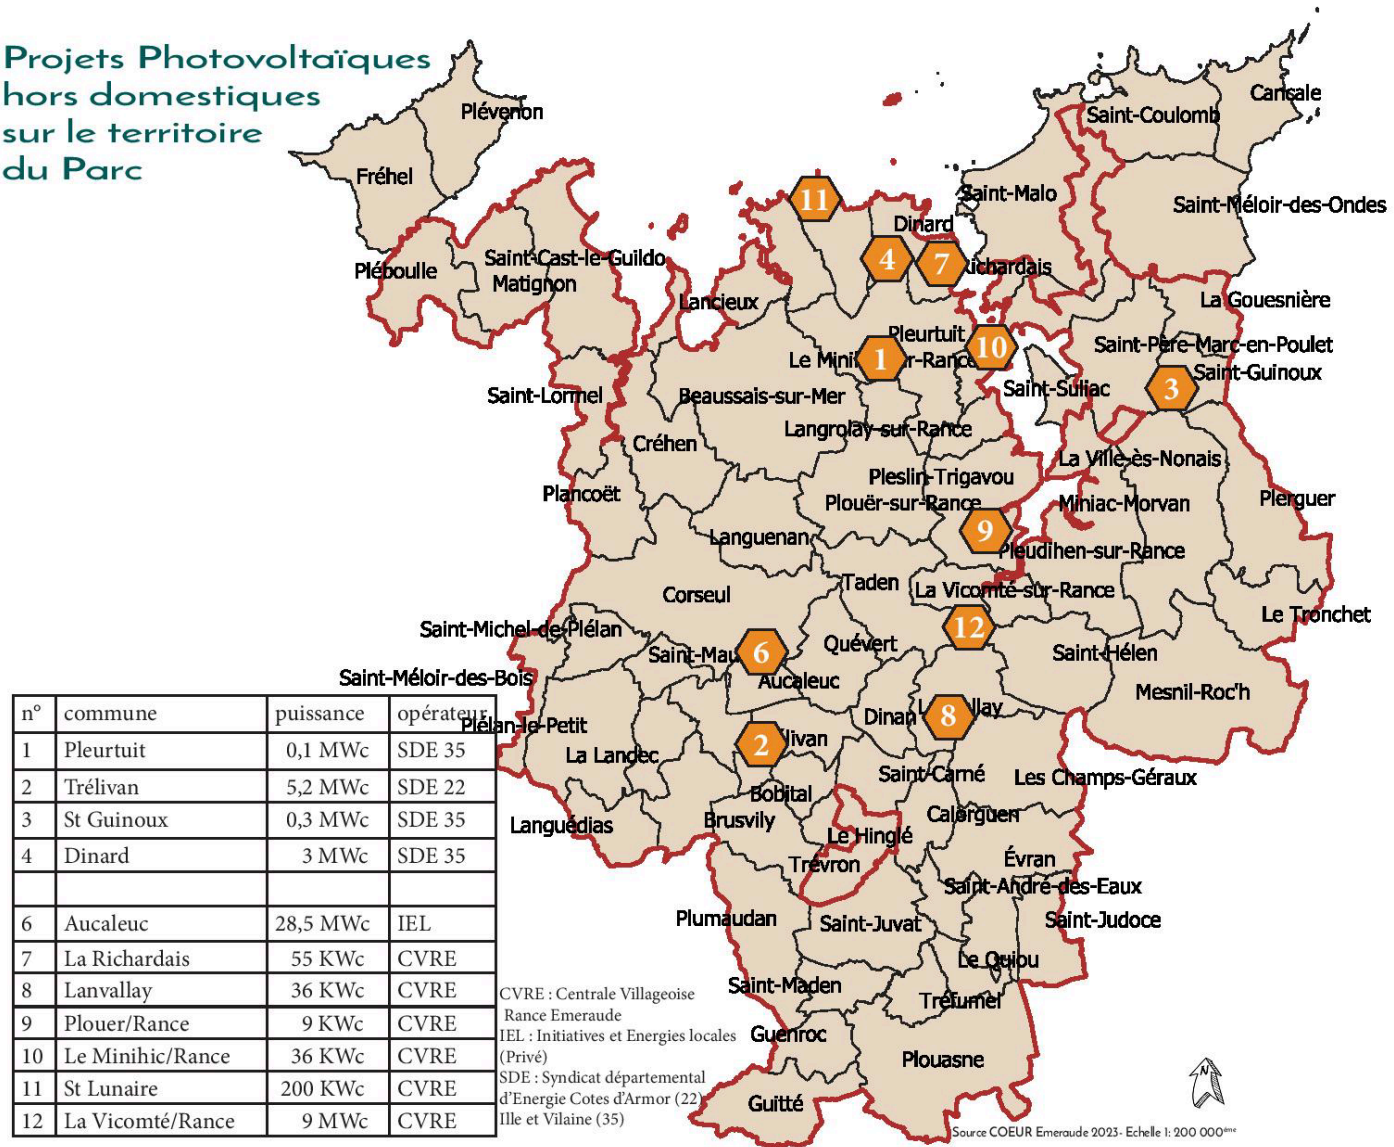 Projets Photovoltaïques
hors domestiques
sur le territoire
du Parc
Cancale
Saint-Coulomb
Plévenon
Fréhel
Saint-Malo
11
Saint-Méloir-des-Ondes
Dinard
4
7
Richardais
Saint-Cast-le-Guildo
Pléboulle
Matignon
Lancieux
La Gouesnière
Pleurtuit
10
Saint-Père-Marc-en-Poulet
Le Mini
1
r-Rance
Saint-Guinoux
3
Saint-Suliac
Saint-Lormel
Beaussais-sur-Mer
Langrolay-sur-Rance
Créhen
La Ville-ès-Nonais
Pleslin-Trigavou
Plancoët
Plouër-sur-Rance
Miniac-Morvan
Plerguer
9
Languenan
Pleudihen-sur-Rance
Taden
La Vicomté-sur-Rance
Corseul
Le Tronchet
Saint-Michel-de-Plélan
12
Quévert
Saint-Mau
6
Saint-Hélen
Saint-Méloir-des-Bois
Aucaleuc
Mesnil-Roc'h
Dinan
L
8
lay
Plélan-le-Petit
2
livan
La Landec
Saint-Carné
Les Champs-Géraux
Bobital
Brusvily
Calorguen
Languédias
Le Hinglé
Trévron
Évran
Saint-André-des-Eaux
Plumaudan
Saint-Juvat
Saint-Judoce
Le Quiou
Saint-Maden
Tréfumel
Guenroc
Plouasne
Guitté
n° commune puissance opérateur
1 Pleurtuit 0,1 MWc SDE 35
2 Trélivan 5,2 MWc SDE 22
3 St Guinoux 0,3 MWc SDE 35
4 Dinard 3 MWc SDE 35
6 Aucaleuc 28,5 MWc IEL
7 La Richardais 55 KWc CVRE
8 Lanvallay 36 KWc CVRE
9 Plouer/Rance 9 KWc CVRE
10 Le Minihic/Rance 36 KWc CVRE
11 St Lunaire 200 KWc CVRE
12 La Vicomté/Rance 9 MWc CVRE
CVRE : Centrale Villageoise
Rance Emeraude
IEL : Initiatives et Energies locales
(Privé)
SDE : Syndicat départemental
d'Energie Cotes d'Armor (22)
Ille et Vilaine (35)
N
Source COEUR Emeraude 2023- Echelle 1: 200 000ème